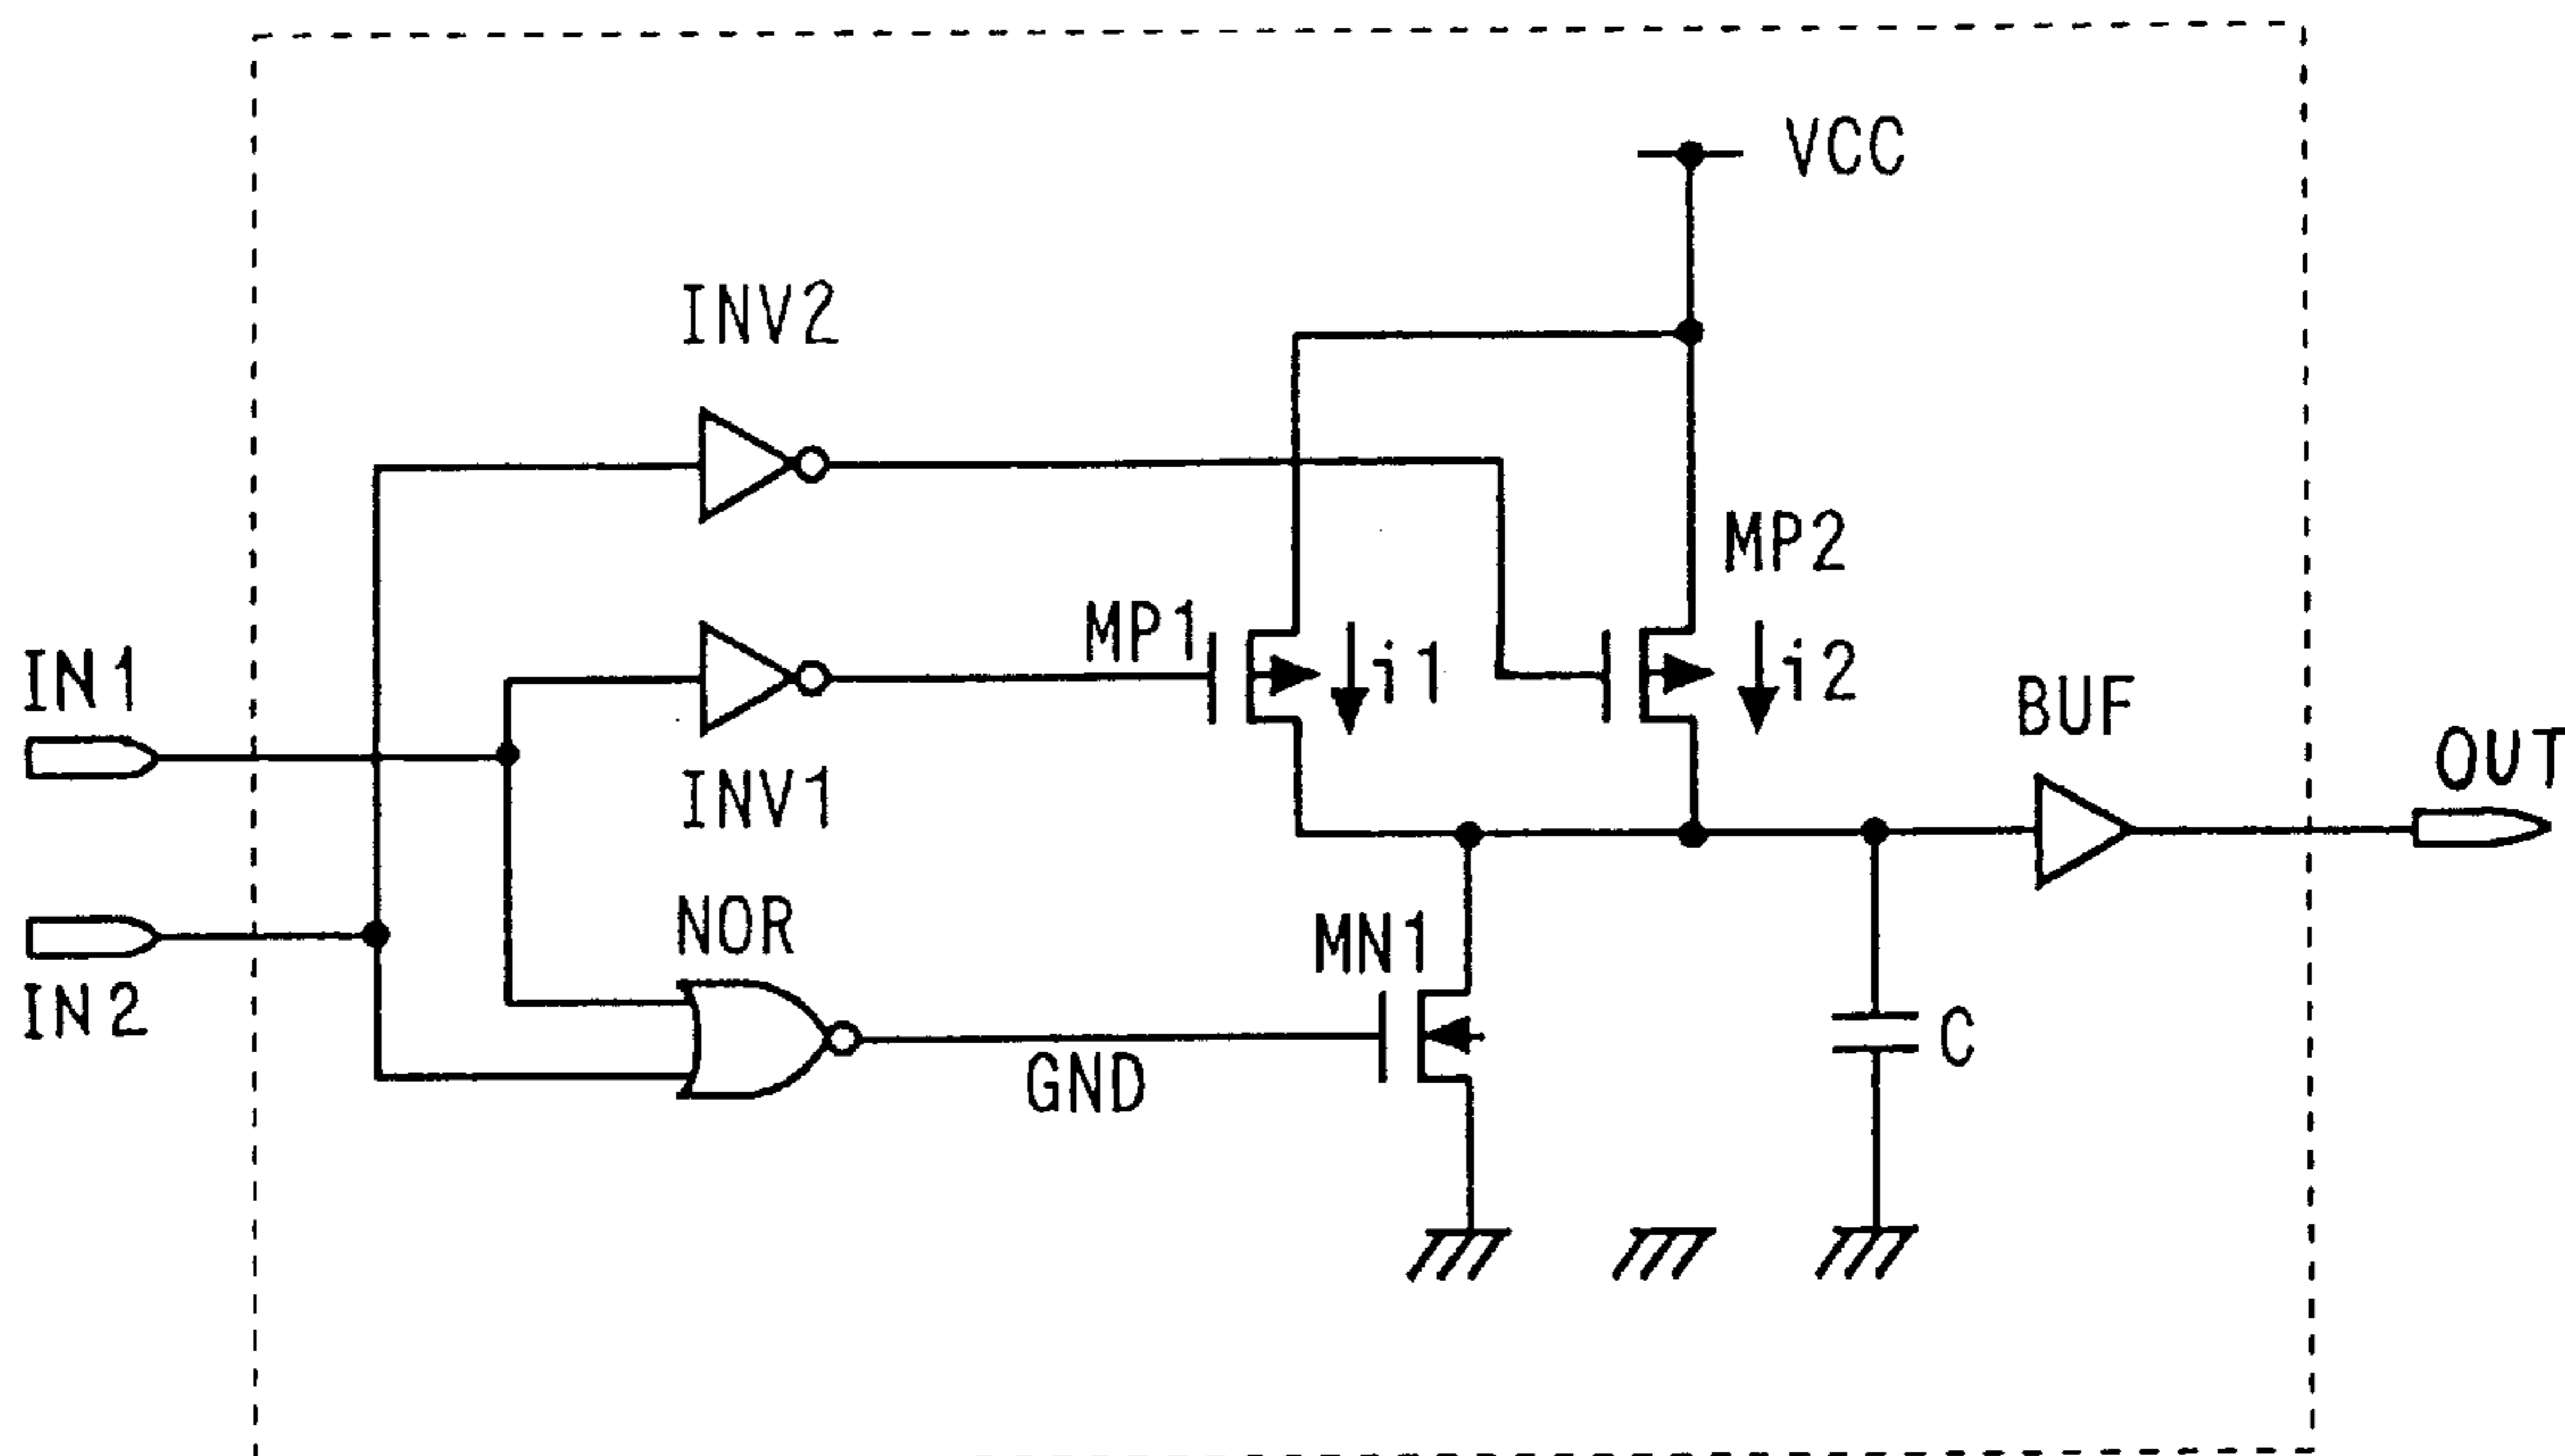 VCC
INV2
MP2
MP1
i1
i2
IN1
BUF
OUT
INV1
NOR
MN1
IN2
GND
C